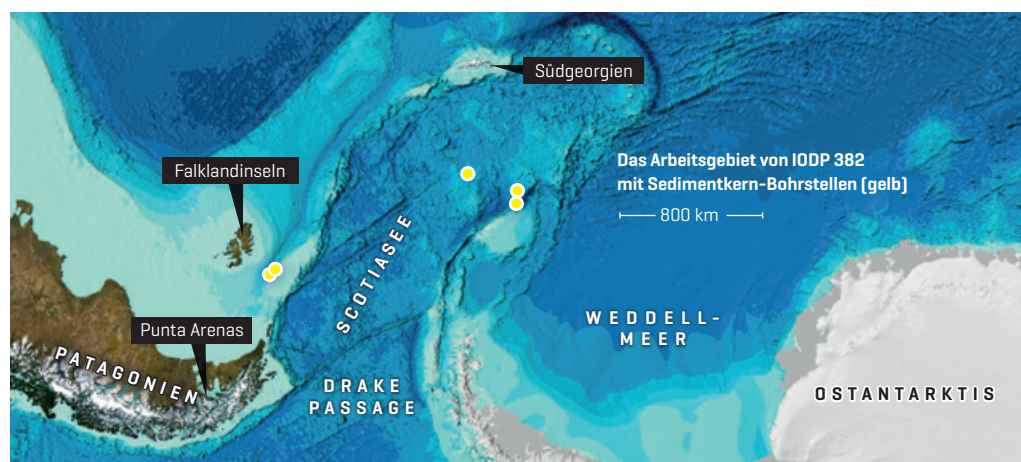 Südgeorgien
Das Arbeitsgebiet von IODP 382
mit Sedimentkern-Bohrstellen (gelb)
800 km
Falklandinseln
SCOTIASEE
Punta Arenas
PATAGONIEN
DRAKE
PASSAGE
WEDDELL-
MEER
OSTANTARKTIS